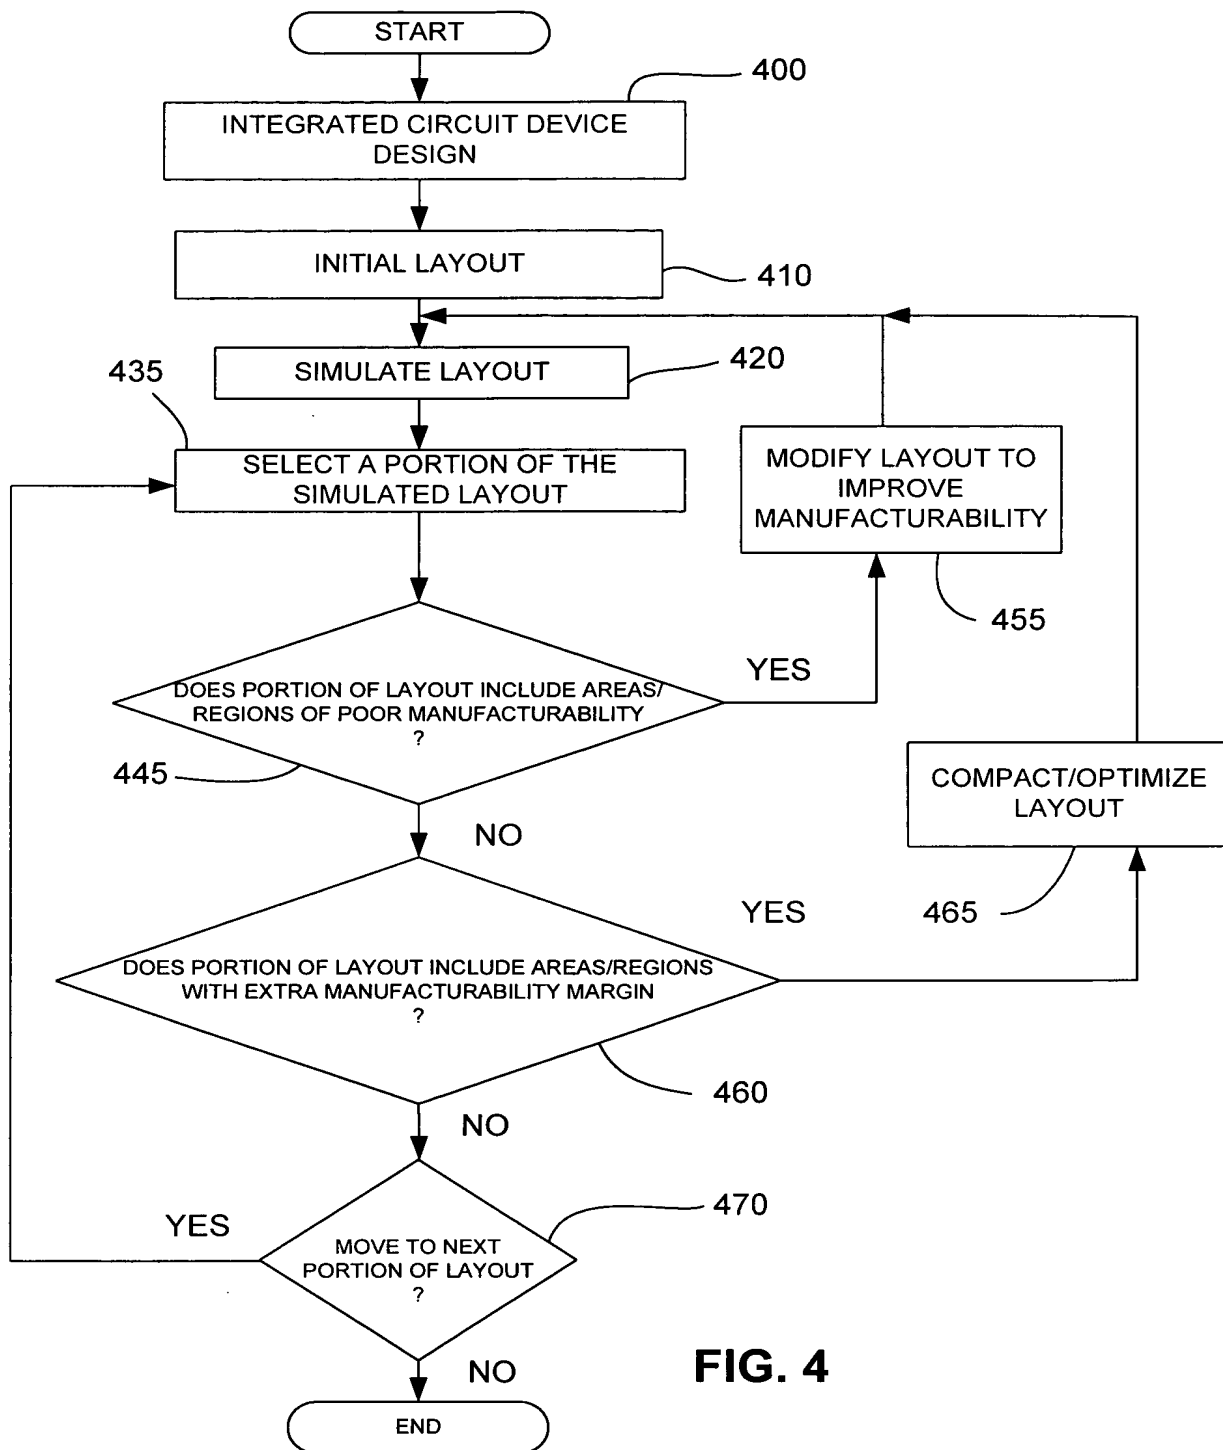 START
400
INTEGRATED CIRCUIT DEVICE
DESIGN
INITIAL LAYOUT
410
SIMULATE LAYOUT
420
435
SELECT A PORTION OF THE
SIMULATED LAYOUT
MODIFY LAYOUT TO
IMPROVE
MANUFACTURABILITY
455
YES
DOES PORTION OF LAYOUT INCLUDE AREAS/
REGIONS OF POOR MANUFACTURABILITY
?
445
NO
COMPACT/OPTIMIZE
LAYOUT
465
YES
DOES PORTION OF LAYOUT INCLUDE AREAS/REGIONS
WITH EXTRA MANUFACTURABILITY MARGIN
?
460
NO
470
YES
MOVE TO NEXT
PORTION OF LAYOUT
?
NO
FIG. 4
END